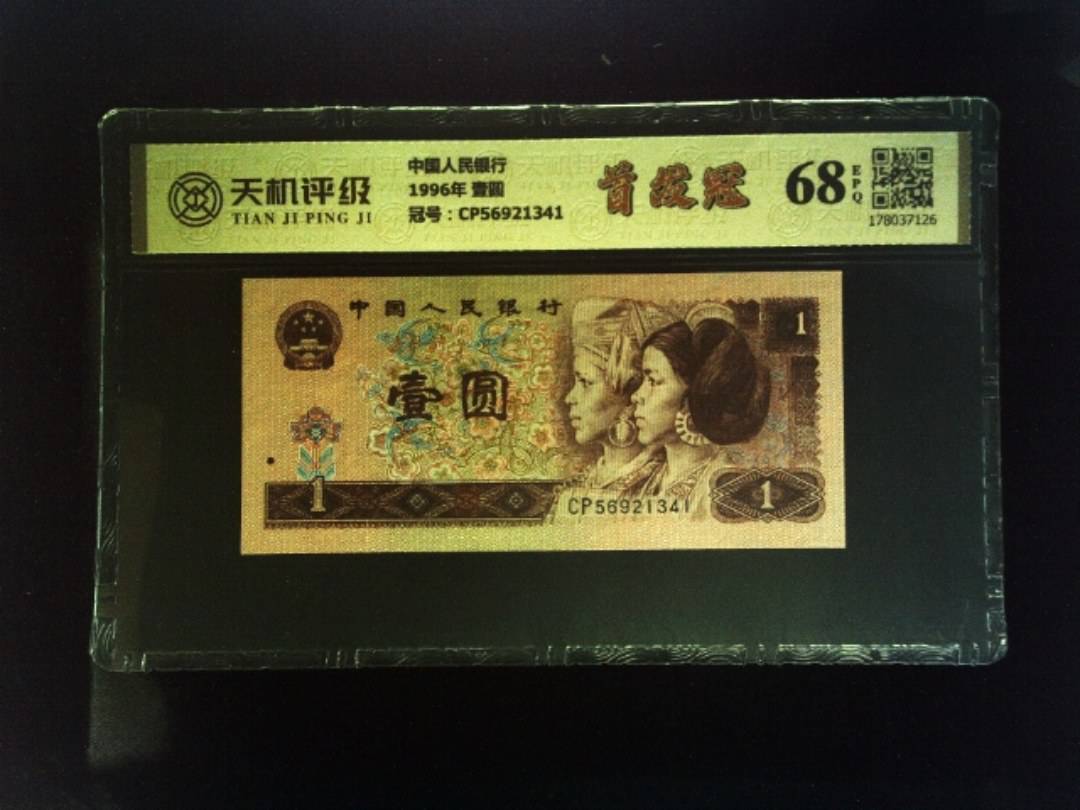 天机评级
TIAN JI PING JI
中国人民银行
1996年 壹圆
冠号：CP56921341
首发冠
68
EPQ
178037126
中国人民银行
1
壹圆
1
CP56921341
1